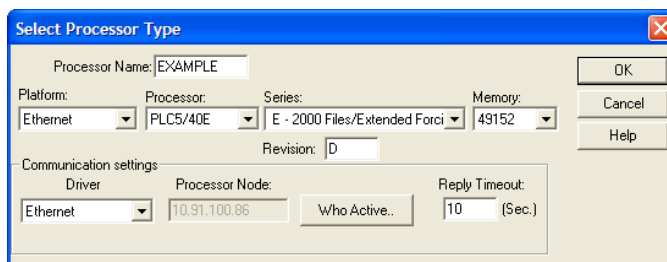 Select Processor Type
Processor Name: EXAMPLE
OK
Platform: Processor: Series: Memory:
Ethernet PLC5/40E E - 2000 Files/Extended Forci 49152
Cancel
Help
Revision: D
Communication settings
Driver Processor Node: Reply Timeout:
Ethernet 10.91.100.86 Who Active.. 10 (Sec.)